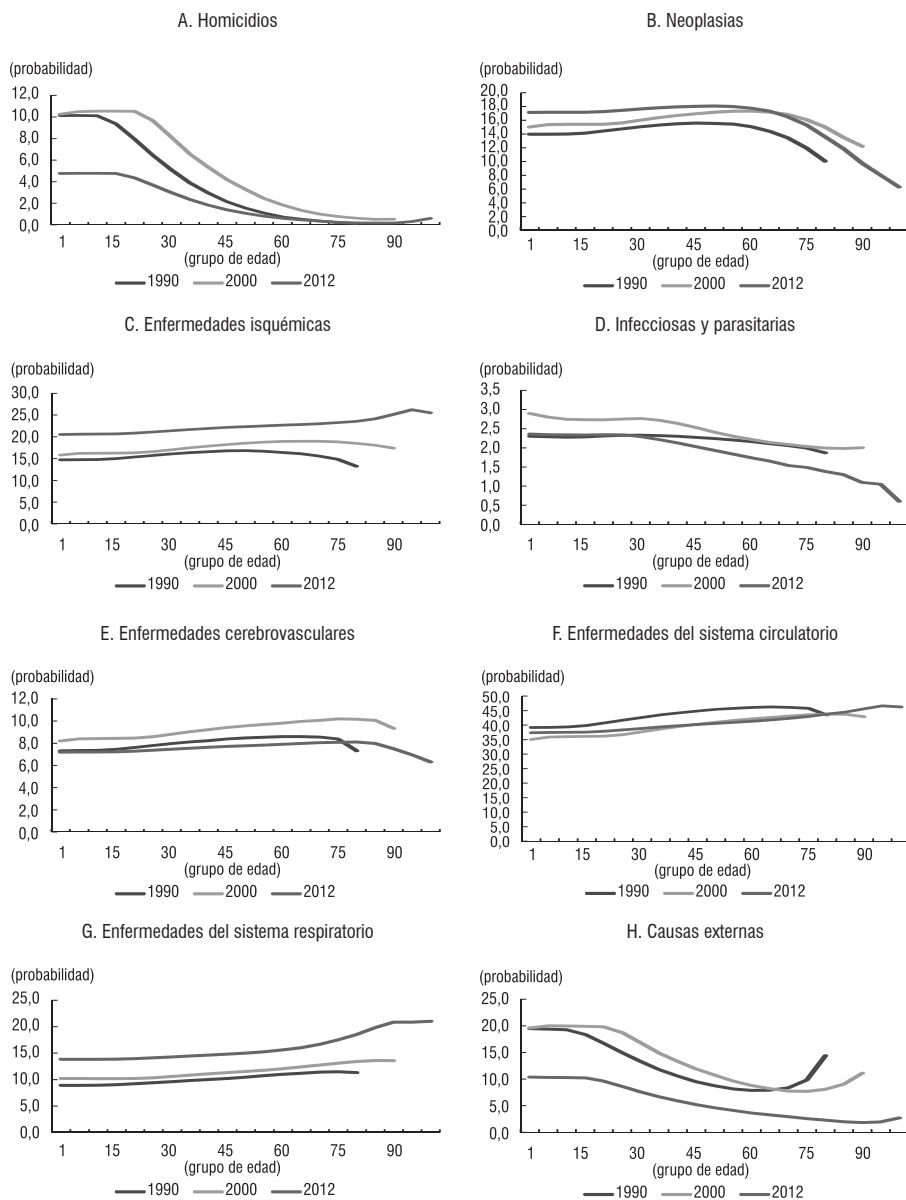 A. Homicidios
(probabilidad)
12,0
10,0
8,0
6,0
4,0
2,0
0,0
1 15 30 45 60 75 90
(grupo de edad)
1990 2000 2012
B. Neoplasias
(probabilidad)
20,0
18,0
16,0
14,0
12,0
10,0
8,0
6,0
4,0
2,0
0,0
1 15 30 45 60 75 90
(grupo de edad)
1990 2000 2012
C. Enfermedades isquémicas
(probabilidad)
30,0
25,0
20,0
15,0
10,0
5,0
0,0
1 15 30 45 60 75 90
(grupo de edad)
1990 2000 2012
D. Infecciosas y parasitarias
(probabilidad)
3,5
3,0
2,5
2,0
1,5
1,0
0,5
0,0
1 15 30 45 60 75 90
(grupo de edad)
1990 2000 2012
E. Enfermedades cerebrovasculares
(probabilidad)
12,0
10,0
8,0
6,0
4,0
2,0
0,0
1 15 30 45 60 75 90
(grupo de edad)
1990 2000 2012
F. Enfermedades del sistema circulatorio
(probabilidad)
50,0
45,0
40,0
35,0
30,0
25,0
20,0
15,0
10,0
5,0
0,0
1 15 30 45 60 75 90
(grupo de edad)
1990 2000 2012
G. Enfermedades del sistema respiratorio
(probabilidad)
25,0
20,0
15,0
10,0
5,0
0,0
1 15 30 45 60 75 90
(grupo de edad)
1990 2000 2012
H. Causas externas
(probabilidad)
25,0
20,0
15,0
10,0
5,0
0,0
1 15 30 45 60 75 90
(grupo de edad)
1990 2000 2012